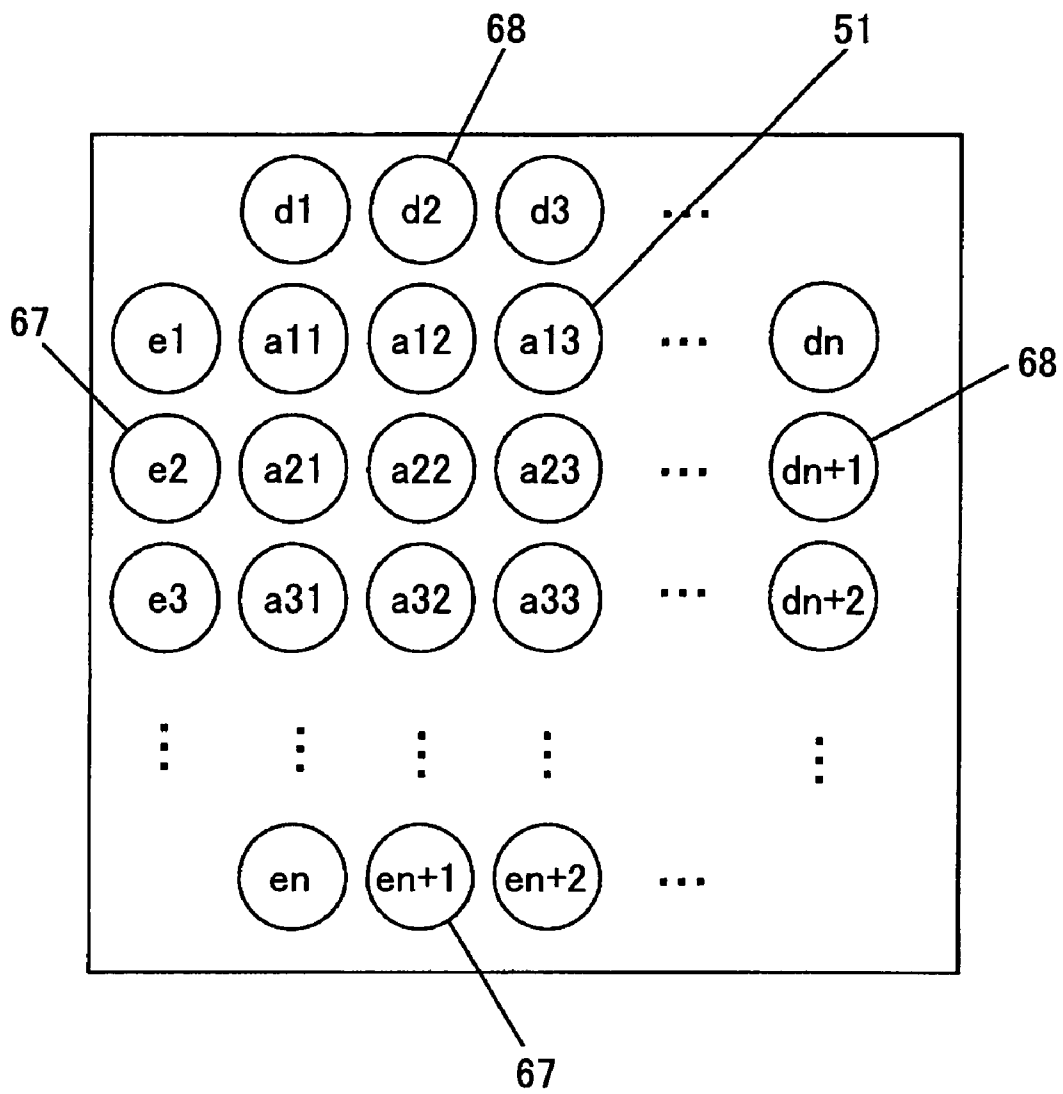 68 51
d1 d2 d3 ...
67 e1 a11 a12 a13 ... dn
68
e2 a21 a22 a23 ... dn+1
e3 a31 a32 a33 ... dn+2
⋮ ⋮ ⋮ ⋮ ⋮
en en+1 en+2 ...
67